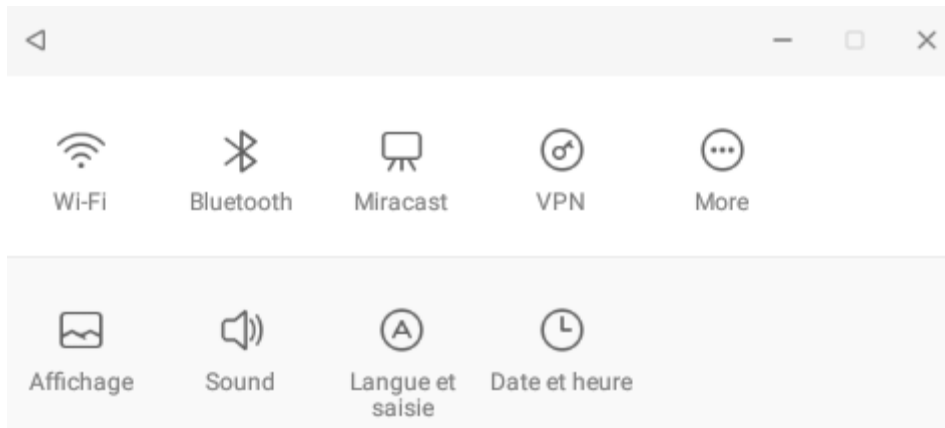 Wi-Fi
Bluetooth
Miracast
VPN
More
Affichage
Sound
Langue et
saisie
Date et heure